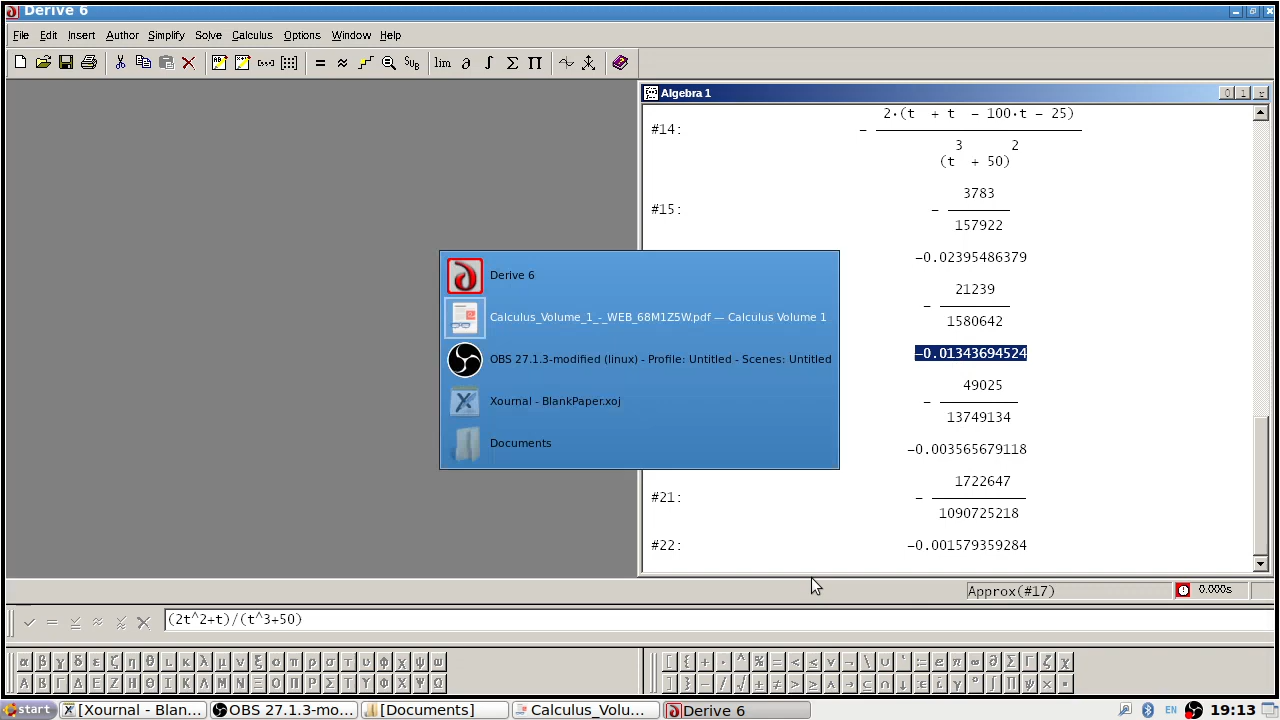 Derive 6
File Edit Insert Author Simplify Solve Calculus Options Window Help
= ≈ lim ∂ ∫ Σ Π
Algebra 1
2·(t + t - 100·t - 25)
#14: -
3 2
(t + 50)
3783
#15: -
157922
-0.02395486379
21239
-
1580642
-0.01343694524
49025
-
13749134
-0.003565679118
1722647
#21: -
1090725218
#22: -0.001579359284
Derive 6
Calculus_Volume_1_-_WEB_68M1Z5W.pdf — Calculus Volume 1
OBS 27.1.3-modified (linux) - Profile: Untitled - Scenes: Untitled
Xournal - BlankPaper.xoj
Documents
Approx(#17) 0.000s
(2t^2+t)/(t^3+50)
α β γ δ ε ζ η θ ι κ λ μ ν ξ ο π ρ σ τ υ φ χ ψ ω
Α Β Γ Δ Ε Ζ Η Θ Ι Κ Λ Μ Ν Ξ Ο Π Ρ Σ Τ Υ Φ Χ Ψ Ω
start [Xournal - Blan... OBS 27.1.3-mo... [Documents] Calculus_Volu... Derive 6 EN 19:13